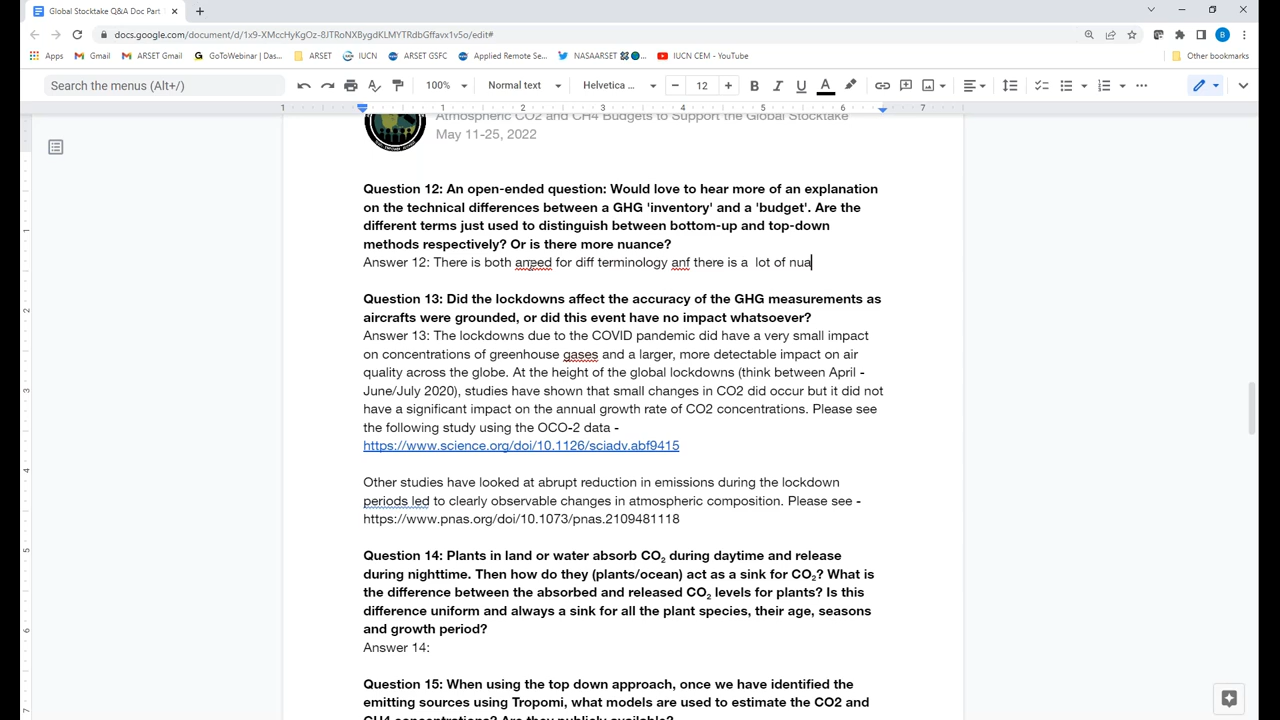 Global Stocktake Q&A Doc Part
docs.google.com/document/d/1x9-XMccHyKgOz-8JTRoNXBygdKLMYTRdbGffavx1v5o/edit#
Apps Gmail ARSET Gmail GoToWebinar | Das... ARSET IUCN ARSET GSFC Applied Remote Se... NASAARSET IUCN CEM - YouTube Other bookmarks
Search the menus (Alt+/) 100% Normal text Helvetica ... 12 B I U A
1 1 2 3 4 5 6 7
Atmospheric CO2 and CH4 Budgets to Support the Global Stocktake
May 11-25, 2022
Question 12: An open-ended question: Would love to hear more of an explanation
on the technical differences between a GHG 'inventory' and a 'budget'. Are the
different terms just used to distinguish between bottom-up and top-down
methods respectively? Or is there more nuance?
Answer 12: There is both aneed for diff terminology anf there is a  lot of nua
Question 13: Did the lockdowns affect the accuracy of the GHG measurements as
aircrafts were grounded, or did this event have no impact whatsoever?
Answer 13: The lockdowns due to the COVID pandemic did have a very small impact
on concentrations of greenhouse gases and a larger, more detectable impact on air
quality across the globe. At the height of the global lockdowns (think between April -
June/July 2020), studies have shown that small changes in CO2 did occur but it did not
have a significant impact on the annual growth rate of CO2 concentrations. Please see
the following study using the OCO-2 data -
https://www.science.org/doi/10.1126/sciadv.abf9415
Other studies have looked at abrupt reduction in emissions during the lockdown
periods led to clearly observable changes in atmospheric composition. Please see -
https://www.pnas.org/doi/10.1073/pnas.2109481118
Question 14: Plants in land or water absorb CO₂ during daytime and release
during nighttime. Then how do they (plants/ocean) act as a sink for CO₂? What is
the difference between the absorbed and released CO₂ levels for plants? Is this
difference uniform and always a sink for all the plant species, their age, seasons
and growth period?
Answer 14:
Question 15: When using the top down approach, once we have identified the
emitting sources using Tropomi, what models are used to estimate the CO2 and
CH4 concentrations? Are they publicly available?